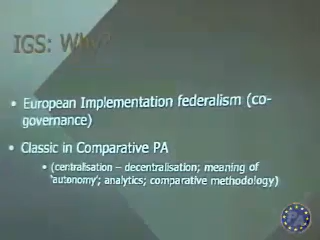 IGS: Why?
• European Implementation federalism (co-
governance)
• Classic in Comparative PA
• (centralisation – decentralisation; meaning of
'autonomy'; analytics; comparative methodology)